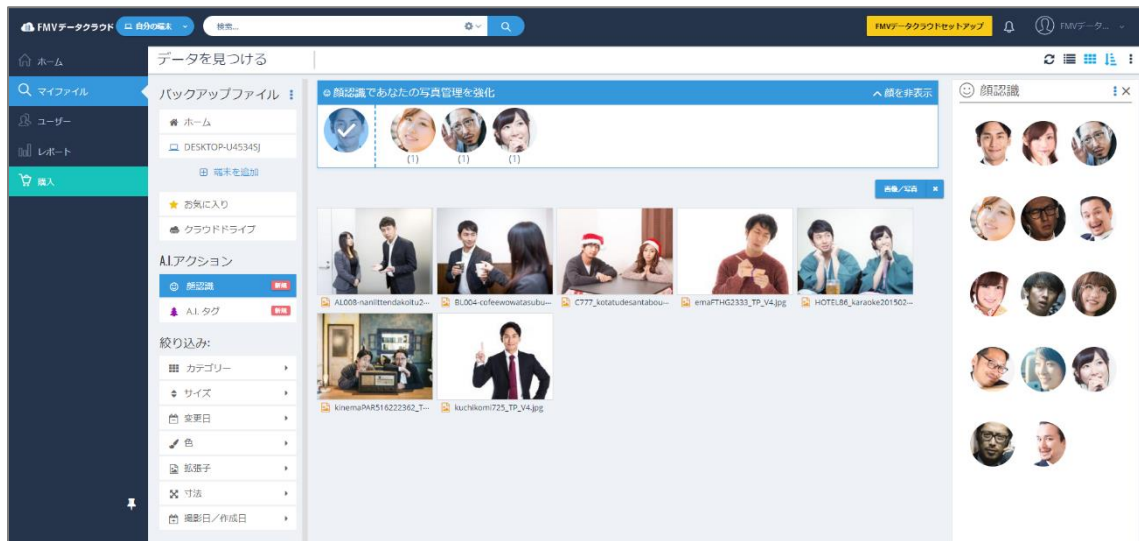 FMVデータクラウド
自分の端末
検索...
FMVデータクラウドセットアップ
FMVデータ...
ホーム
マイファイル
ユーザー
レポート
購入
データを見つける
バックアップファイル
ホーム
DESKTOP-U45345J
端末を追加
お気に入り
クラウドドライブ
A.I.アクション
顔認識
新規
A.I. タグ
新規
絞り込み:
カテゴリー
サイズ
変更日
色
拡張子
寸法
撮影日/作成日
顔認識であなたの写真管理を強化
顔を非表示
(1)
(1)
(1)
画像/写真
AL008-nanittendakoitu2...
BL004-cofeewowatasubu...
C777_kotatudesantabou...
emaFTHG2333_TP_V4.jpg
HOTEL86_karaoke201502...
kinemaPAR516222362_T...
kuchikomi725_TP_V4.jpg
顔認識